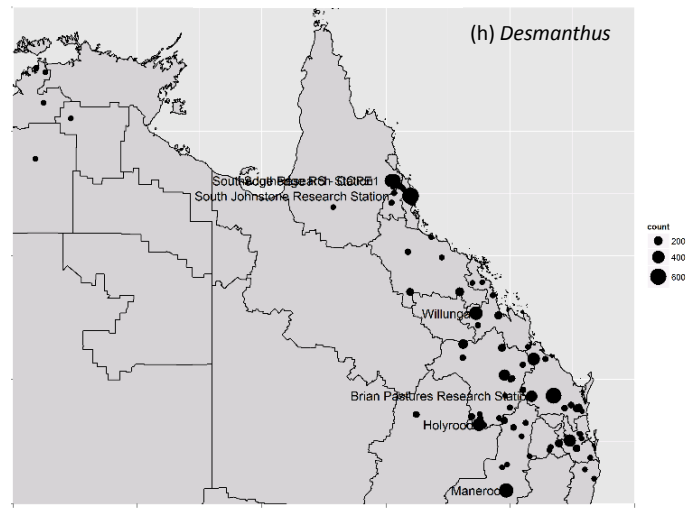 (h) Desmanthus
South Johnstone Research Station
count
200
400
600
Willunga
Brian Pastures Research Station
Holyrood
Maneroo